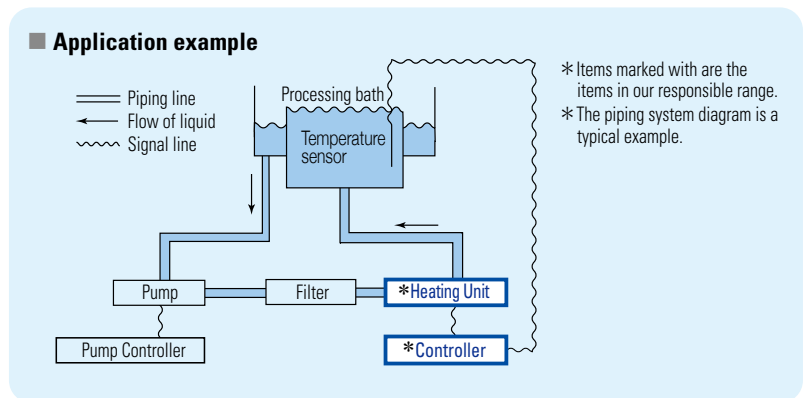 ■ Application example
Piping line
Flow of liquid
Signal line
Processing bath
Temperature
sensor
＊Items marked with are the
items in our responsible range.
＊The piping system diagram is a
typical example.
Pump
Filter
＊Heating Unit
Pump Controller
＊Controller